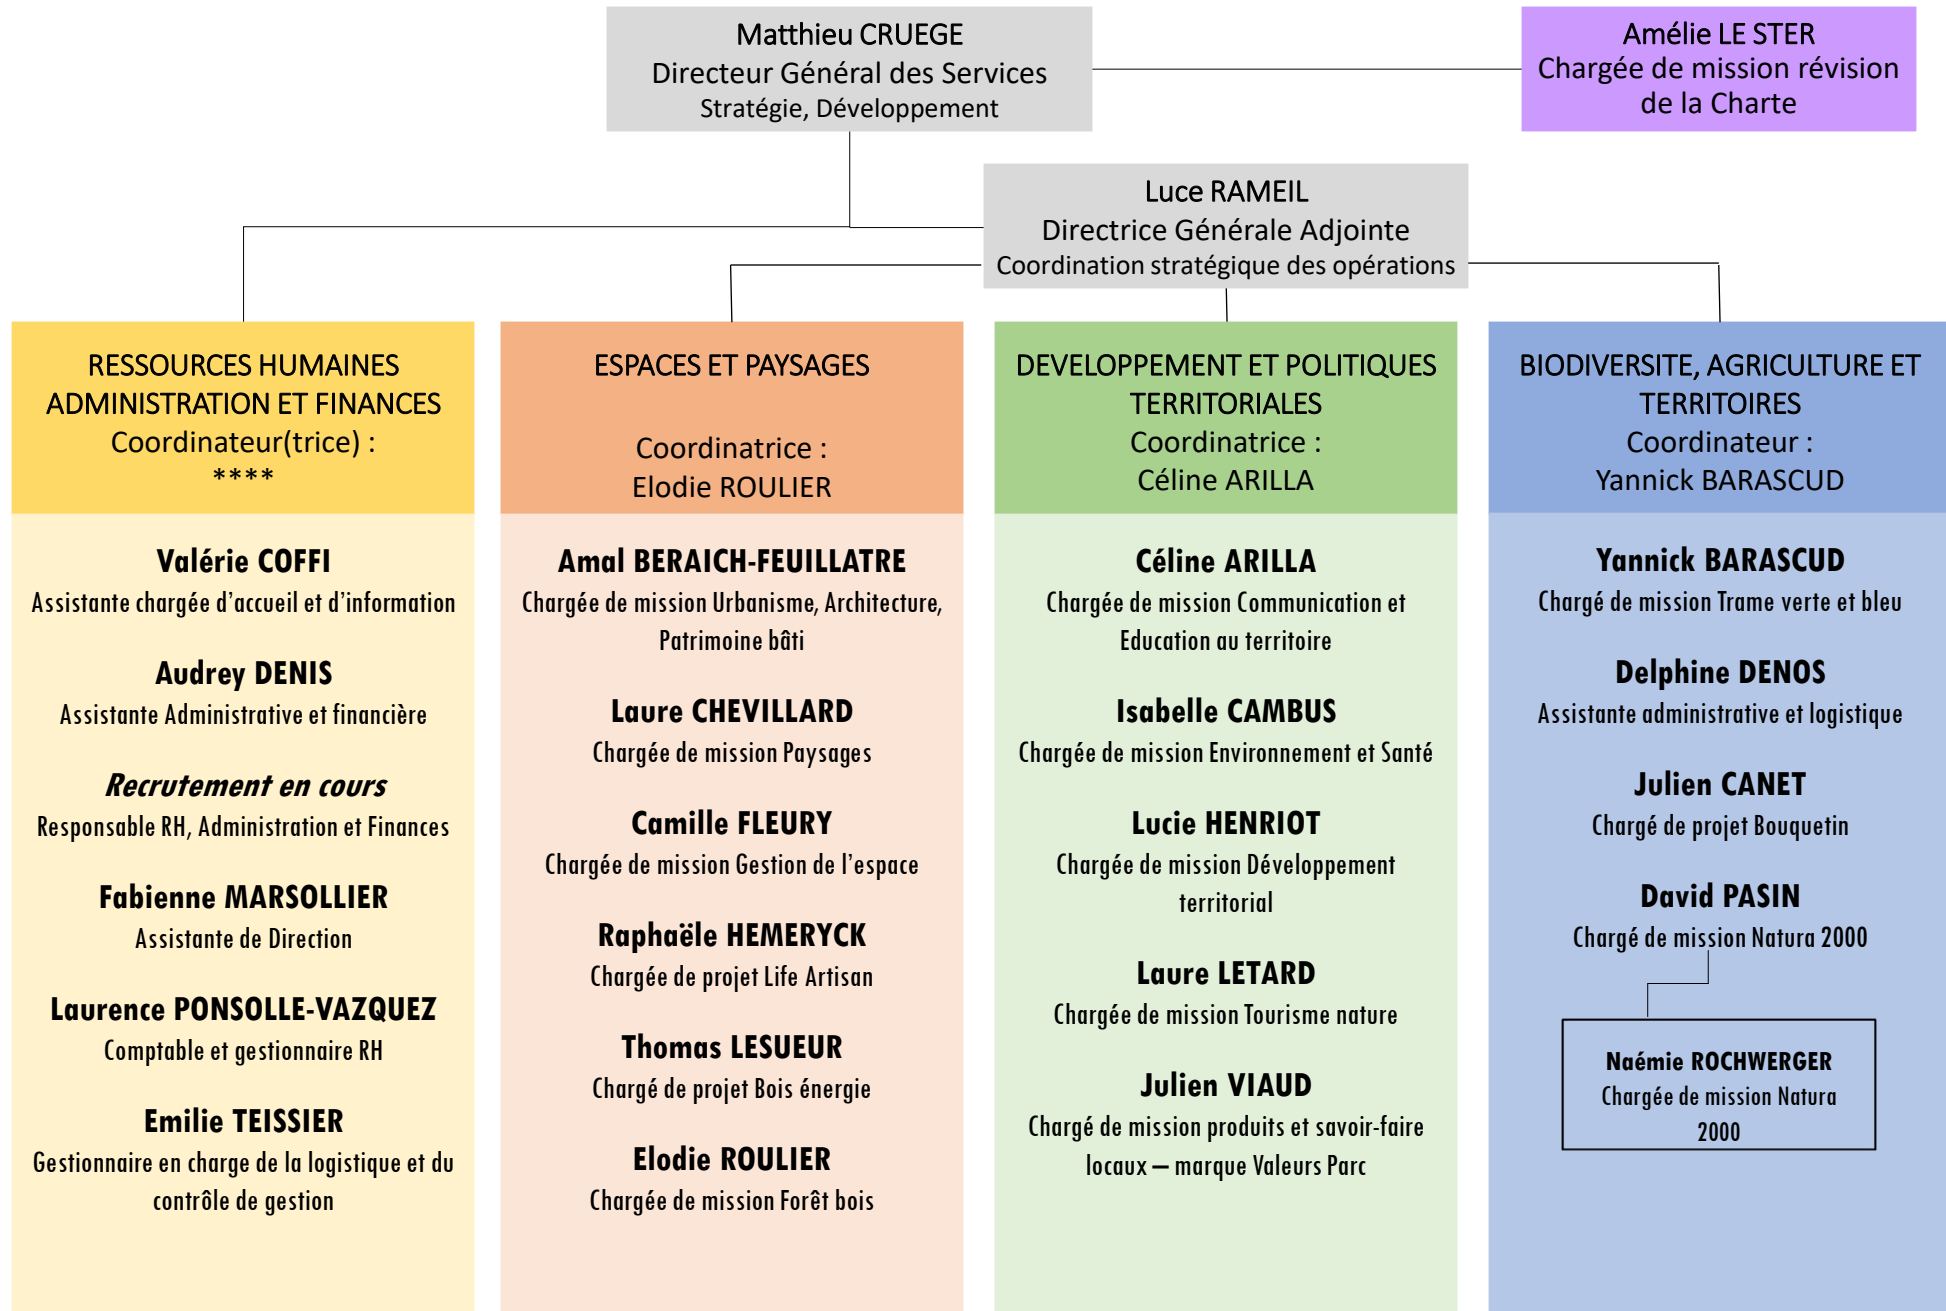 Matthieu CRUEGE
Directeur Général des Services
Stratégie, Développement
Amélie LE STER
Chargée de mission révision
de la Charte
Luce RAMEIL
Directrice Générale Adjointe
Coordination stratégique des opérations
RESSOURCES HUMAINES
ADMINISTRATION ET FINANCES
Coordinateur(trice) :
****
Valérie COFFI
Assistante chargée d'accueil et d'information
Audrey DENIS
Assistante Administrative et financière
Recrutement en cours
Responsable RH, Administration et Finances
Fabienne MARSOLLIER
Assistante de Direction
Laurence PONSOLLE-VAZQUEZ
Comptable et gestionnaire RH
Emilie TEISSIER
Gestionnaire en charge de la logistique et du
contrôle de gestion
ESPACES ET PAYSAGES
Coordinatrice :
Elodie ROULIER
Amal BERAICH-FEUILLATRE
Chargée de mission Urbanisme, Architecture,
Patrimoine bâti
Laure CHEVILLARD
Chargée de mission Paysages
Camille FLEURY
Chargée de mission Gestion de l'espace
Raphaële HEMERYCK
Chargée de projet Life Artisan
Thomas LESUEUR
Chargé de projet Bois énergie
Elodie ROULIER
Chargée de mission Forêt bois
DEVELOPPEMENT ET POLITIQUES
TERRITORIALES
Coordinatrice :
Céline ARILLA
Céline ARILLA
Chargée de mission Communication et
Education au territoire
Isabelle CAMBUS
Chargée de mission Environnement et Santé
Lucie HENRIOT
Chargée de mission Développement
territorial
Laure LETARD
Chargée de mission Tourisme nature
Julien VIAUD
Chargé de mission produits et savoir-faire
locaux – marque Valeurs Parc
BIODIVERSITE, AGRICULTURE ET
TERRITOIRES
Coordinateur :
Yannick BARASCUD
Yannick BARASCUD
Chargé de mission Trame verte et bleu
Delphine DENOS
Assistante administrative et logistique
Julien CANET
Chargé de projet Bouquetin
David PASIN
Chargé de mission Natura 2000
Naémie ROCHWERGER
Chargée de mission Natura
2000